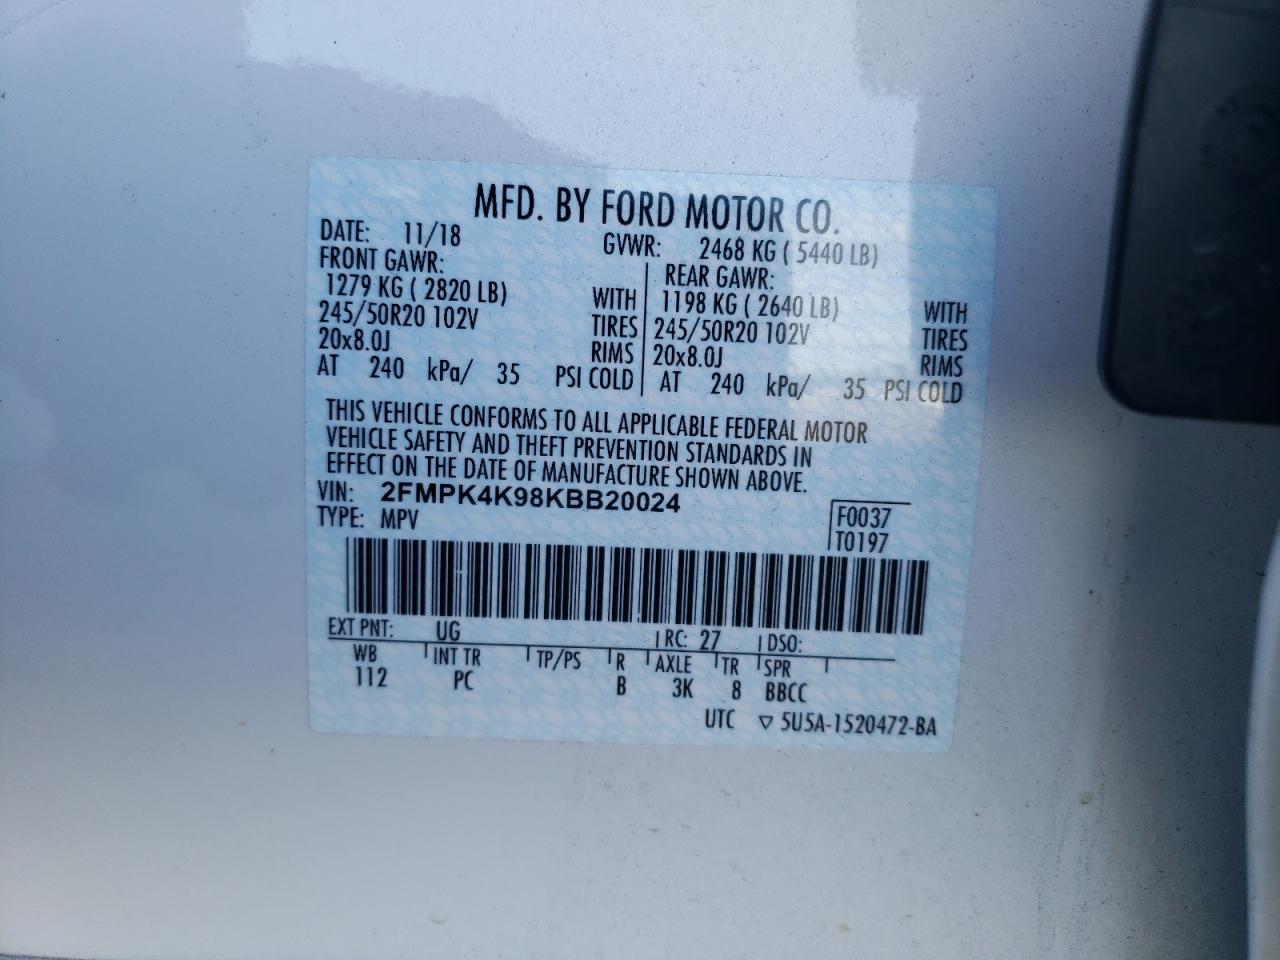 MFD. BY FORD MOTOR CO.
DATE: 11/18 GVWR: 2468 KG ( 5440 LB)
FRONT GAWR: REAR GAWR:
1279 KG ( 2820 LB) WITH 1198 KG ( 2640 LB) WITH
245/50R20 102V TIRES 245/50R20 102V TIRES
20x8.0J RIMS 20x8.0J RIMS
AT 240 kPa/ 35 PSI COLD AT 240 kPa/ 35 PSI COLD
THIS VEHICLE CONFORMS TO ALL APPLICABLE FEDERAL MOTOR
VEHICLE SAFETY AND THEFT PREVENTION STANDARDS IN
EFFECT ON THE DATE OF MANUFACTURE SHOWN ABOVE.
VIN: 2FMPK4K98KBB20024
TYPE: MPV
F0037
T0197
EXT PNT: UG RC: 27 DSO:
WB INT TR TP/PS R AXLE TR SPR
112 PC B 3K 8 BBCC
UTC ▽ 5U5A-1520472-BA